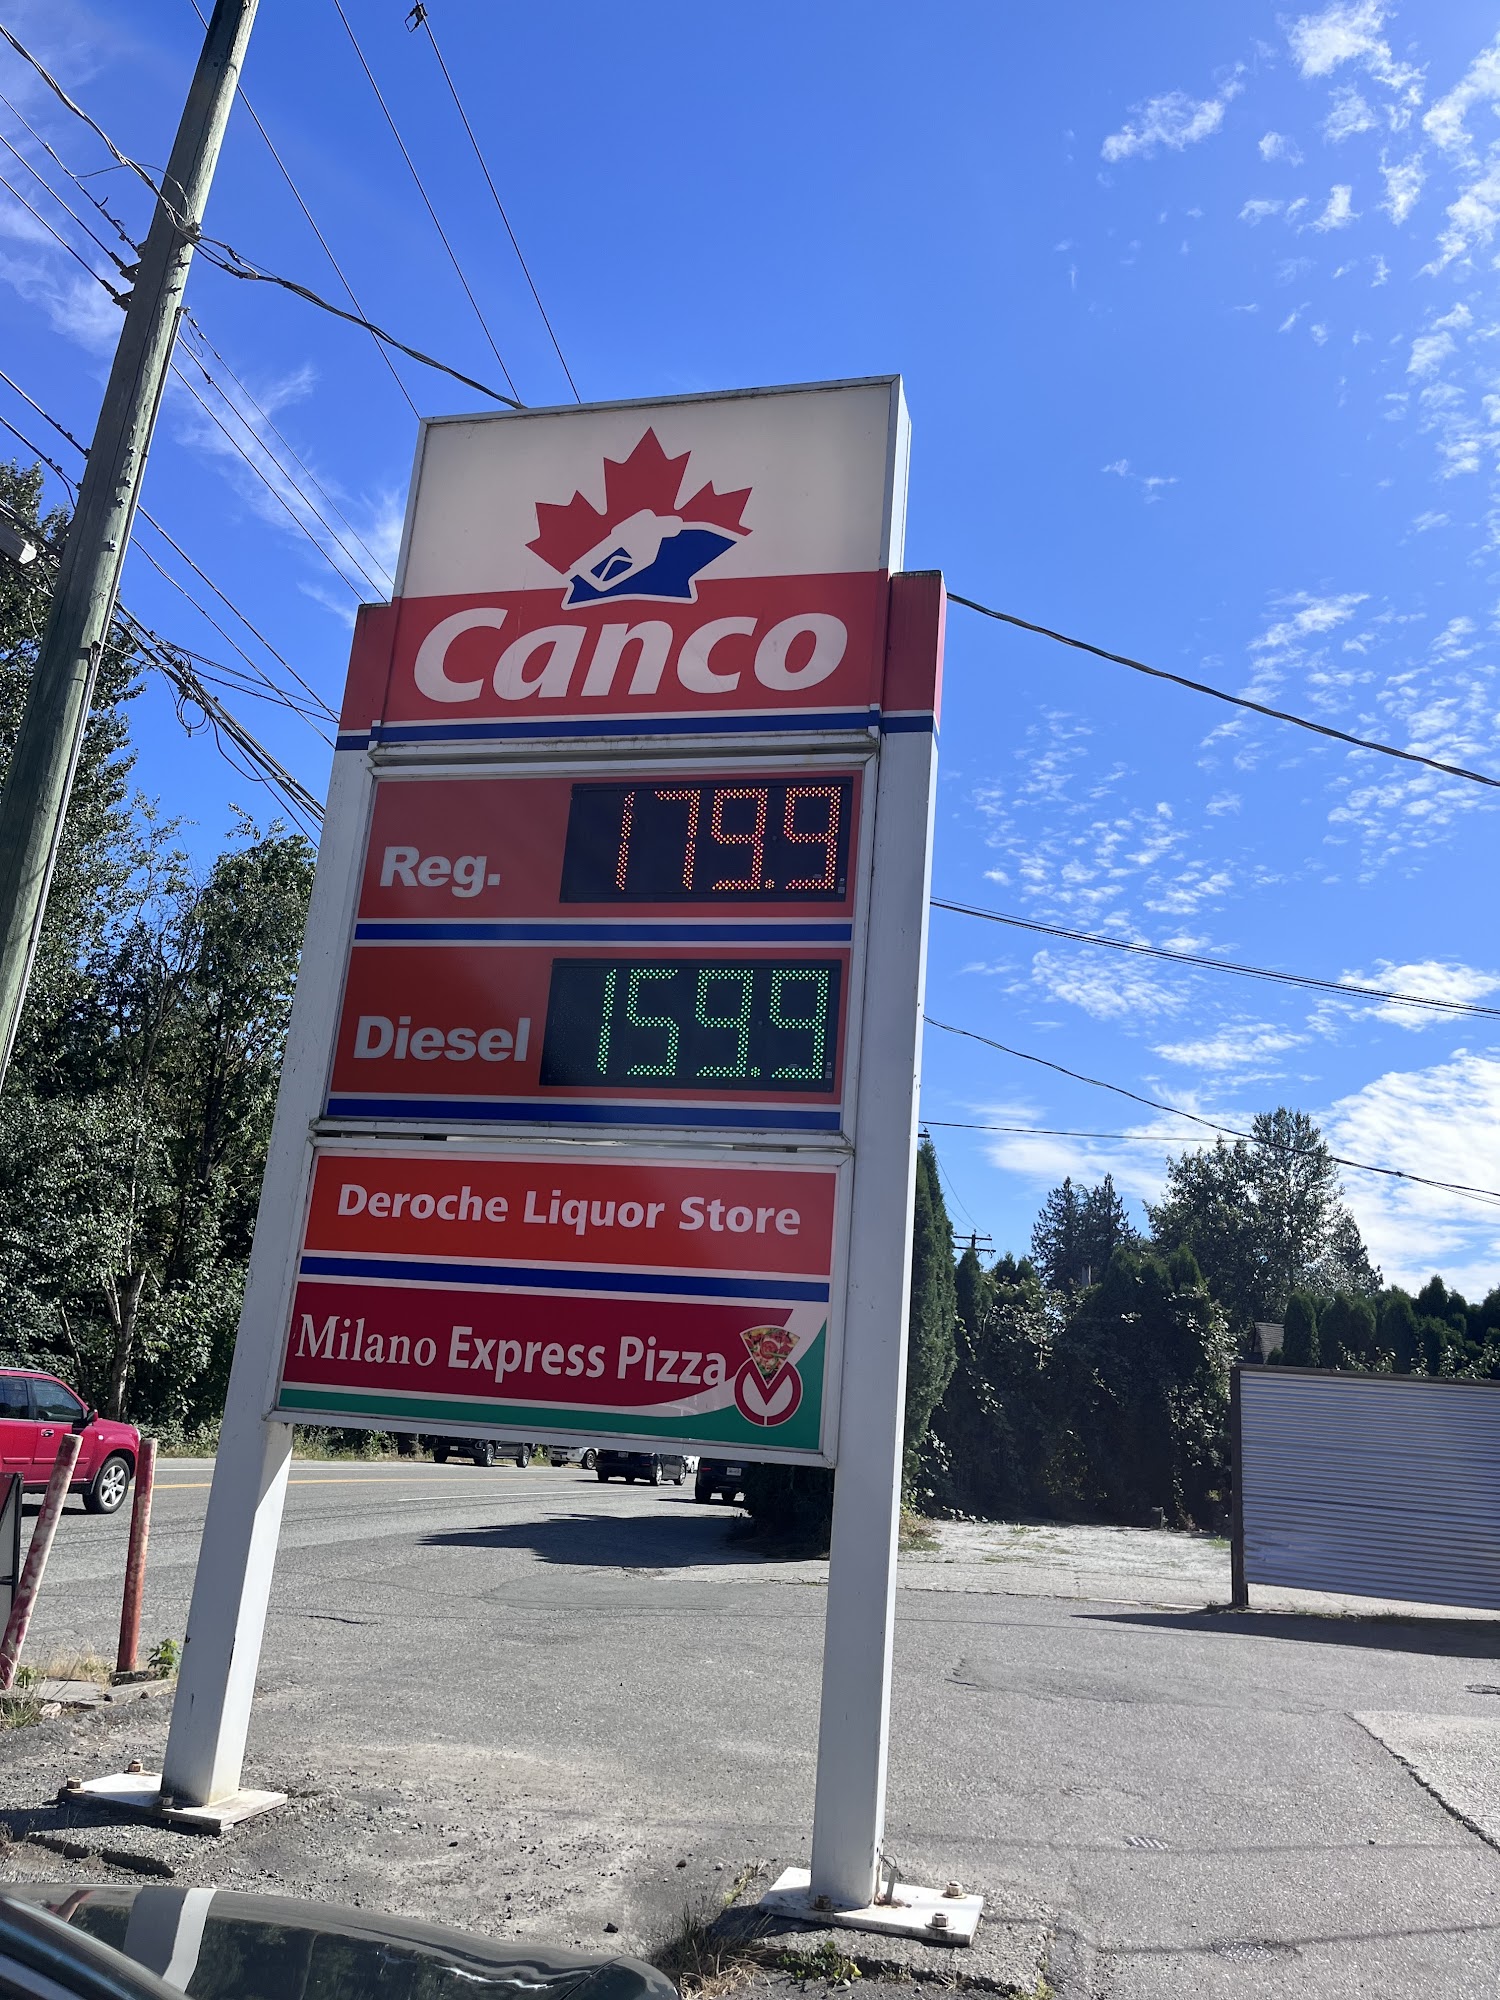 Canco
Reg. 179.9
Diesel 159.9
Deroche Liquor Store
Milano Express Pizza